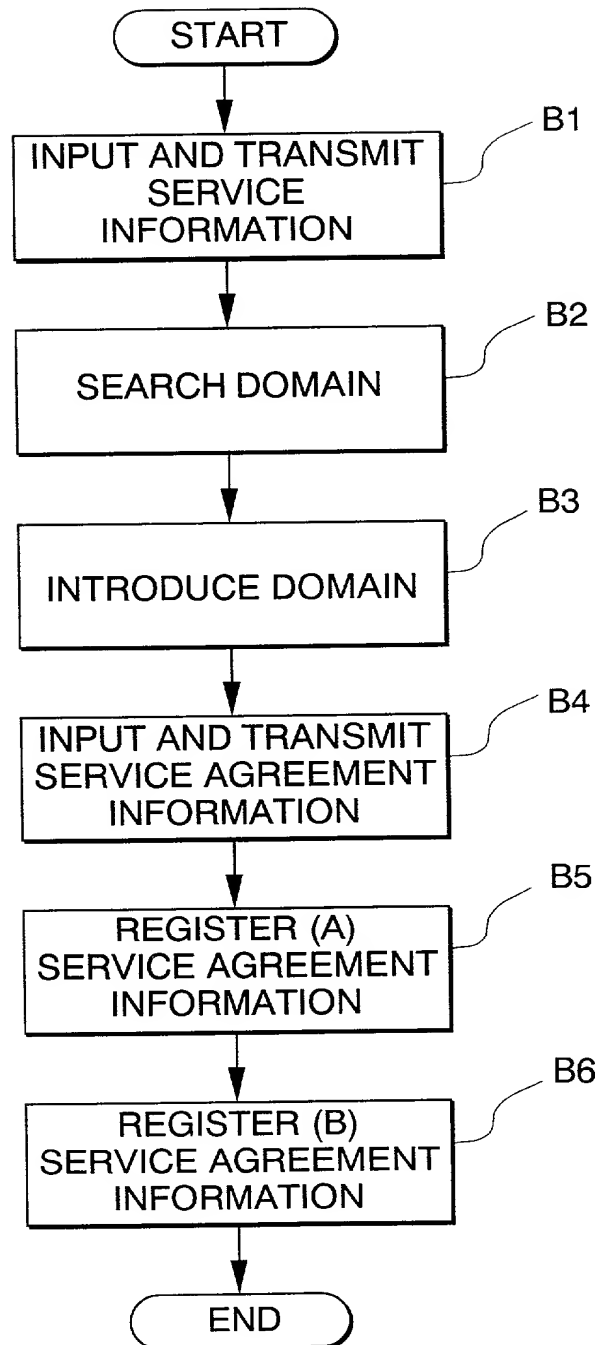 START
B1
INPUT AND TRANSMIT
SERVICE
INFORMATION
B2
SEARCH DOMAIN
B3
INTRODUCE DOMAIN
B4
INPUT AND TRANSMIT
SERVICE AGREEMENT
INFORMATION
B5
REGISTER (A)
SERVICE AGREEMENT
INFORMATION
B6
REGISTER (B)
SERVICE AGREEMENT
INFORMATION
END